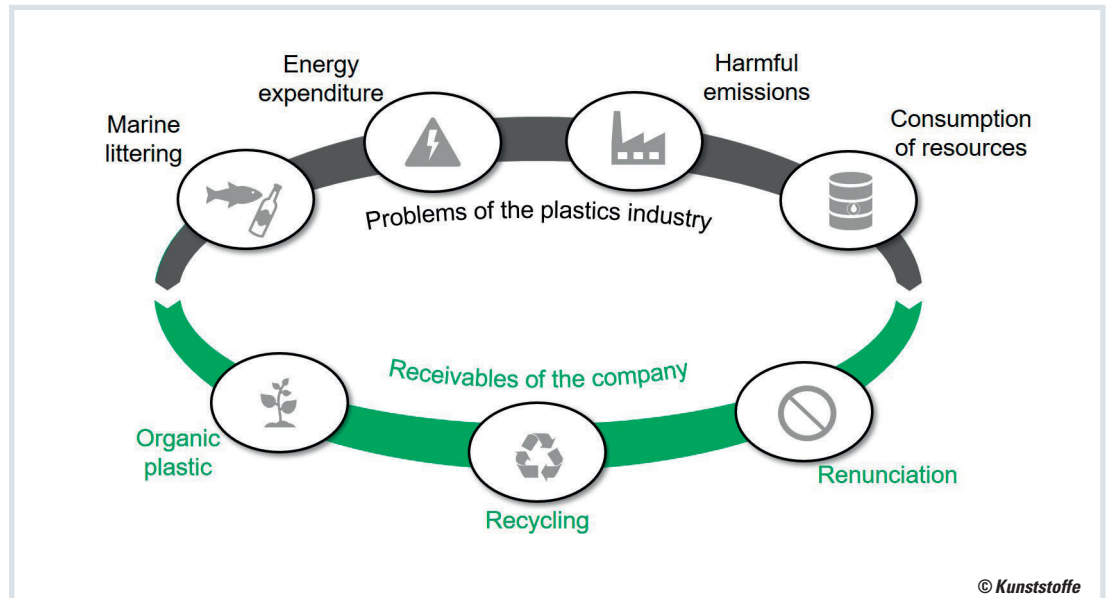 Energy
expenditure
Harmful
emissions
Marine
littering
Consumption
of resources
Problems of the plastics industry
Receivables of the company
Organic
plastic
Recycling
Renunciation
© Kunststoffe